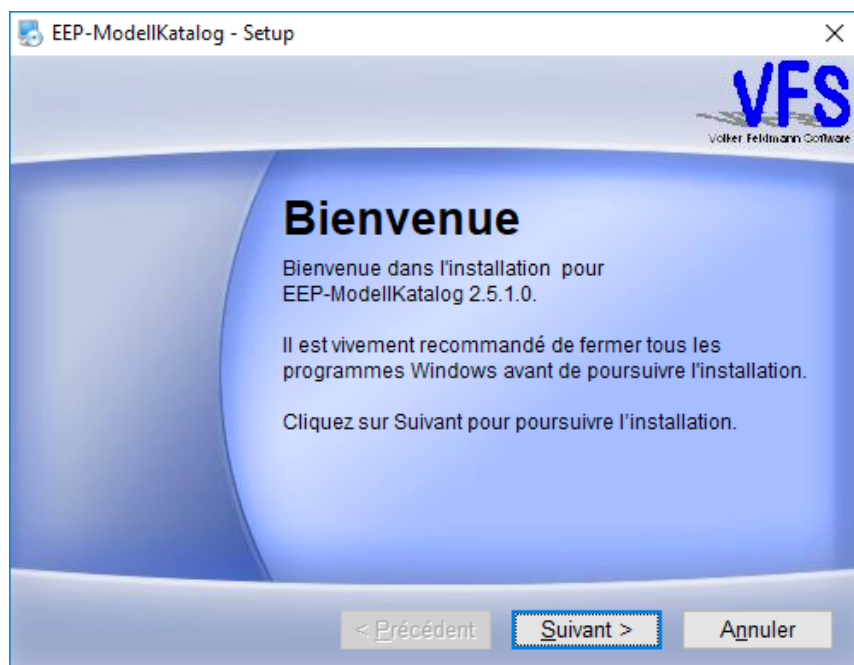 EEP-ModellKatalog - Setup
VFS
Volker Feldmann Software
Bienvenue
Bienvenue dans l'installation pour
EEP-ModellKatalog 2.5.1.0.
Il est vivement recommandé de fermer tous les
programmes Windows avant de poursuivre l'installation.
Cliquez sur Suivant pour poursuivre l’installation.
< Précédent
Suivant >
Annuler